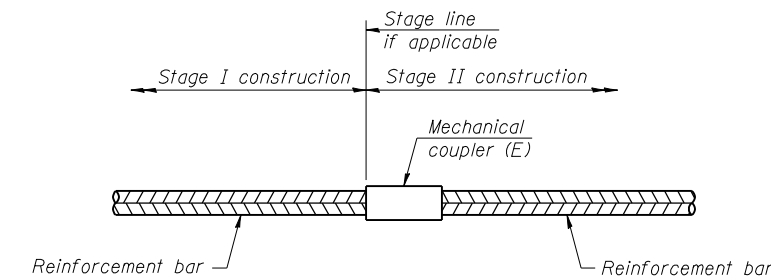 Stage line
if applicable
Stage I construction
Stage II construction
Mechanical
coupler (E)
Reinforcement bar
Reinforcement bar